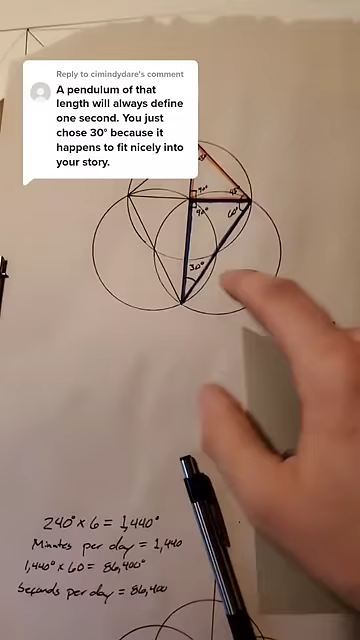 Reply to cimindydare's comment
A pendulum of that
length will always define
one second. You just
chose 30° because it
happens to fit nicely into
your story.
45°
90°
60°
30°
240° x 6 = 1,440°
Minutes per day = 1,440
1,440° x 60 = 86,400°
Seconds per day = 86,400